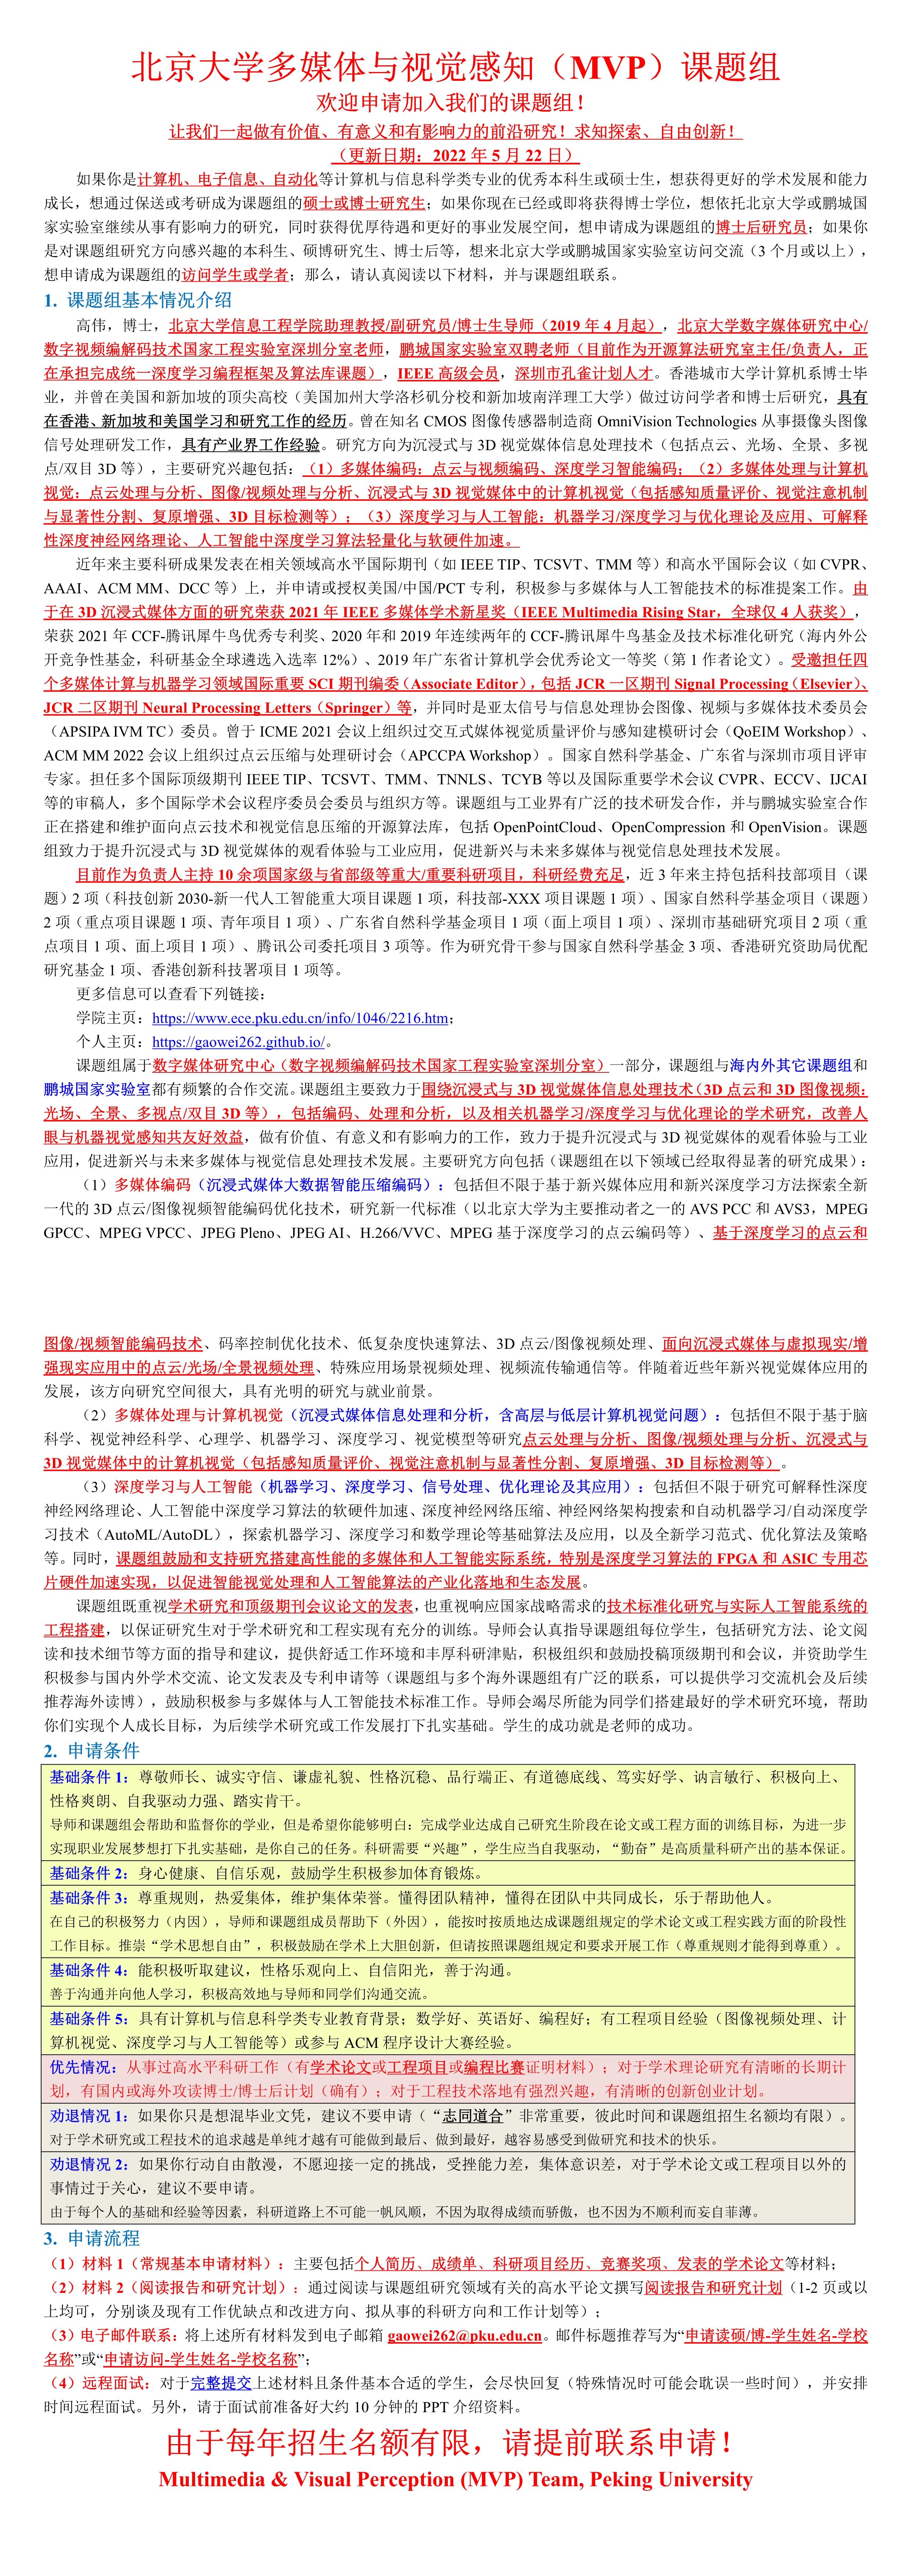 北京大学多媒体与视觉感知（MVP）课题组
欢迎申请加入我们的课题组！
让我们一起做有价值、有意义和有影响力的前沿研究！求知探索、自由创新！
（更新日期：2022 年 5 月 22 日）
如果你是计算机、电子信息、自动化等计算机与信息科学类专业的优秀本科生或硕士生，想获得更好的学术发展和能力
成长，想通过保送或考研成为课题组的硕士或博士研究生；如果你现在已经或即将获得博士学位，想依托北京大学或鹏城国
家实验室继续从事有影响力的研究，同时获得优厚待遇和更好的事业发展空间，想申请成为课题组的博士后研究员；如果你
是对课题组研究方向感兴趣的本科生、硕博研究生、博士后等，想来北京大学或鹏城国家实验室访问交流（3 个月或以上），
想申请成为课题组的访问学生或学者；那么，请认真阅读以下材料，并与课题组联系。
1. 课题组基本情况介绍
高伟，博士，北京大学信息工程学院助理教授/副研究员/博士生导师（2019 年 4 月起），北京大学数字媒体研究中心/
数字视频编解码技术国家工程实验室深圳分室老师，鹏城国家实验室双聘老师（目前作为开源算法研究室主任/负责人，正
在承担完成统一深度学习编程框架及算法库课题），IEEE 高级会员，深圳市孔雀计划人才。香港城市大学计算机系博士毕
业，并曾在美国和新加坡的顶尖高校（美国加州大学洛杉矶分校和新加坡南洋理工大学）做过访问学者和博士后研究，具有
在香港、新加坡和美国学习和研究工作的经历。曾在知名 CMOS 图像传感器制造商 OmniVision Technologies 从事摄像头图像
信号处理研发工作，具有产业界工作经验。研究方向为沉浸式与 3D 视觉媒体信息处理技术（包括点云、光场、全景、多视
点/双目 3D 等），主要研究兴趣包括：（1）多媒体编码：点云与视频编码、深度学习智能编码；（2）多媒体处理与计算机
视觉：点云处理与分析、图像/视频处理与分析、沉浸式与 3D 视觉媒体中的计算机视觉（包括感知质量评价、视觉注意机制
与显著性分割、复原增强、3D 目标检测等）；（3）深度学习与人工智能：机器学习/深度学习与优化理论及应用、可解释
性深度神经网络理论、人工智能中深度学习算法轻量化与软硬件加速。
近年来主要科研成果发表在相关领域高水平国际期刊（如 IEEE TIP、TCSVT、TMM 等）和高水平国际会议（如 CVPR、
AAAI、ACM MM、DCC 等）上，并申请或授权美国/中国/PCT 专利，积极参与多媒体与人工智能技术的标准提案工作。由
于在 3D 沉浸式媒体方面的研究荣获 2021 年 IEEE 多媒体学术新星奖（IEEE Multimedia Rising Star，全球仅 4 人获奖），
荣获 2021 年 CCF-腾讯犀牛鸟优秀专利奖、2020 年和 2019 年连续两年的 CCF-腾讯犀牛鸟基金及技术标准化研究（海内外公
开竞争性基金，科研基金全球遴选入选率 12%）、2019 年广东省计算机学会优秀论文一等奖（第 1 作者论文）。受邀担任四
个多媒体计算与机器学习领域国际重要 SCI 期刊编委（Associate Editor），包括 JCR 一区期刊 Signal Processing（Elsevier）、
JCR 二区期刊 Neural Processing Letters（Springer）等，并同时是亚太信号与信息处理协会图像、视频与多媒体技术委员会
（APSIPA IVM TC）委员。曾于 ICME 2021 会议上组织过交互式媒体视觉质量评价与感知建模研讨会（QoEIM Workshop）、
ACM MM 2022 会议上组织过点云压缩与处理研讨会（APCCPA Workshop）。国家自然科学基金、广东省与深圳市项目评审
专家。担任多个国际顶级期刊 IEEE TIP、TCSVT、TMM、TNNLS、TCYB 等以及国际重要学术会议 CVPR、ECCV、IJCAI
等的审稿人，多个国际学术会议程序委员会委员与组织方等。课题组与工业界有广泛的技术研发合作，并与鹏城实验室合作
正在搭建和维护面向点云技术和视觉信息压缩的开源算法库，包括 OpenPointCloud、OpenCompression 和 OpenVision。课题
组致力于提升沉浸式与 3D 视觉媒体的观看体验与工业应用，促进新兴与未来多媒体与视觉信息处理技术发展。
目前作为负责人主持 10 余项国家级与省部级等重大/重要科研项目，科研经费充足，近 3 年来主持包括科技部项目（课
题）2 项（科技创新 2030-新一代人工智能重大项目课题 1 项，科技部-XXX 项目课题 1 项）、国家自然科学基金项目（课题）
2 项（重点项目课题 1 项、青年项目 1 项）、广东省自然科学基金项目 1 项（面上项目 1 项）、深圳市基础研究项目 2 项（重
点项目 1 项、面上项目 1 项）、腾讯公司委托项目 3 项等。作为研究骨干参与国家自然科学基金 3 项、香港研究资助局优配
研究基金 1 项、香港创新科技署项目 1 项等。
更多信息可以查看下列链接：
学院主页：https://www.ece.pku.edu.cn/info/1046/2216.htm；
个人主页：https://gaowei262.github.io/。
课题组属于数字媒体研究中心（数字视频编解码技术国家工程实验室深圳分室）一部分，课题组与海内外其它课题组和
鹏城国家实验室都有频繁的合作交流。课题组主要致力于围绕沉浸式与 3D 视觉媒体信息处理技术（3D 点云和 3D 图像视频：
光场、全景、多视点/双目 3D 等），包括编码、处理和分析，以及相关机器学习/深度学习与优化理论的学术研究，改善人
眼与机器视觉感知共友好效益，做有价值、有意义和有影响力的工作，致力于提升沉浸式与 3D 视觉媒体的观看体验与工业
应用，促进新兴与未来多媒体与视觉信息处理技术发展。主要研究方向包括（课题组在以下领域已经取得显著的研究成果）：
（1）多媒体编码（沉浸式媒体大数据智能压缩编码）：包括但不限于基于新兴媒体应用和新兴深度学习方法探索全新
一代的 3D 点云/图像视频智能编码优化技术，研究新一代标准（以北京大学为主要推动者之一的 AVS PCC 和 AVS3，MPEG
GPCC、MPEG VPCC、JPEG Pleno、JPEG AI、H.266/VVC、MPEG 基于深度学习的点云编码等）、基于深度学习的点云和
图像/视频智能编码技术、码率控制优化技术、低复杂度快速算法、3D 点云/图像视频处理、面向沉浸式媒体与虚拟现实/增
强现实应用中的点云/光场/全景视频处理、特殊应用场景视频处理、视频流传输通信等。伴随着近些年新兴视觉媒体应用的
发展，该方向研究空间很大，具有光明的研究与就业前景。
（2）多媒体处理与计算机视觉（沉浸式媒体信息处理和分析，含高层与低层计算机视觉问题）：包括但不限于基于脑
科学、视觉神经科学、心理学、机器学习、深度学习、视觉模型等研究点云处理与分析、图像/视频处理与分析、沉浸式与
3D 视觉媒体中的计算机视觉（包括感知质量评价、视觉注意机制与显著性分割、复原增强、3D 目标检测等）。
（3）深度学习与人工智能（机器学习、深度学习、信号处理、优化理论及其应用）：包括但不限于研究可解释性深度
神经网络理论、人工智能中深度学习算法的软硬件加速、深度神经网络压缩、神经网络架构搜索和自动机器学习/自动深度学
习技术（AutoML/AutoDL），探索机器学习、深度学习和数学理论等基础算法及应用，以及全新学习范式、优化算法及策略
等。同时，课题组鼓励和支持研究搭建高性能的多媒体和人工智能实际系统，特别是深度学习算法的 FPGA 和 ASIC 专用芯
片硬件加速实现，以促进智能视觉处理和人工智能算法的产业化落地和生态发展。
课题组既重视学术研究和顶级期刊会议论文的发表，也重视响应国家战略需求的技术标准化研究与实际人工智能系统的
工程搭建，以保证研究生对于学术研究和工程实现有充分的训练。导师会认真指导课题组每位学生，包括研究方法、论文阅
读和技术细节等方面的指导和建议，提供舒适工作环境和丰厚科研津贴，积极组织和鼓励投稿顶级期刊和会议，并资助学生
积极参与国内外学术交流、论文发表及专利申请等（课题组与多个海外课题组有广泛的联系，可以提供学习交流机会及后续
推荐海外读博），鼓励积极参与多媒体与人工智能技术标准工作。导师会竭尽所能为同学们搭建最好的学术研究环境，帮助
你们实现个人成长目标，为后续学术研究或工作发展打下扎实基础。学生的成功就是老师的成功。
2. 申请条件
基础条件 1：尊敬师长、诚实守信、谦虚礼貌、性格沉稳、品行端正、有道德底线、笃实好学、讷言敏行、积极向上、
性格爽朗、自我驱动力强、踏实肯干。
导师和课题组会帮助和监督你的学业，但是希望你能够明白：完成学业达成自己研究生阶段在论文或工程方面的训练目标，为进一步
实现职业发展梦想打下扎实基础，是你自己的任务。科研需要“兴趣”，学生应当自我驱动，“勤奋”是高质量科研产出的基本保证。
基础条件 2：身心健康、自信乐观，鼓励学生积极参加体育锻炼。
基础条件 3：尊重规则，热爱集体，维护集体荣誉。懂得团队精神，懂得在团队中共同成长，乐于帮助他人。
在自己的积极努力（内因），导师和课题组成员帮助下（外因），能按时按质地达成课题组规定的学术论文或工程实践方面的阶段性
工作目标。推崇“学术思想自由”，积极鼓励在学术上大胆创新，但请按照课题组规定和要求开展工作（尊重规则才能得到尊重）。
基础条件 4：能积极听取建议，性格乐观向上、自信阳光，善于沟通。
善于沟通并向他人学习，积极高效地与导师和同学们沟通交流。
基础条件 5：具有计算机与信息科学类专业教育背景；数学好、英语好、编程好；有工程项目经验（图像视频处理、计
算机视觉、深度学习与人工智能等）或参与 ACM 程序设计大赛经验。
优先情况：从事过高水平科研工作（有学术论文或工程项目或编程比赛证明材料）；对于学术理论研究有清晰的长期计
划，有国内或海外攻读博士/博士后计划（确有）；对于工程技术落地有强烈兴趣，有清晰的创新创业计划。
劝退情况 1：如果你只是想混毕业文凭，建议不要申请（“志同道合”非常重要，彼此时间和课题组招生名额均有限）。
对于学术研究或工程技术的追求越是单纯才越有可能做到最后、做到最好，越容易感受到做研究和技术的快乐。
劝退情况 2：如果你行动自由散漫，不愿迎接一定的挑战，受挫能力差，集体意识差，对于学术论文或工程项目以外的
事情过于关心，建议不要申请。
由于每个人的基础和经验等因素，科研道路上不可能一帆风顺，不因为取得成绩而骄傲，也不因为不顺利而妄自菲薄。
3. 申请流程
（1）材料 1（常规基本申请材料）：主要包括个人简历、成绩单、科研项目经历、竞赛奖项、发表的学术论文等材料；
（2）材料 2（阅读报告和研究计划）：通过阅读与课题组研究领域有关的高水平论文撰写阅读报告和研究计划（1-2 页或以
上均可，分别谈及现有工作优缺点和改进方向、拟从事的科研方向和工作计划等）；
（3）电子邮件联系：将上述所有材料发到电子邮箱 gaowei262@pku.edu.cn。邮件标题推荐写为“申请读硕/博-学生姓名-学校
名称”或“申请访问-学生姓名-学校名称”；
（4）远程面试：对于完整提交上述材料且条件基本合适的学生，会尽快回复（特殊情况时可能会耽误一些时间），并安排
时间远程面试。另外，请于面试前准备好大约 10 分钟的 PPT 介绍资料。
由于每年招生名额有限，请提前联系申请！
Multimedia & Visual Perception (MVP) Team, Peking University